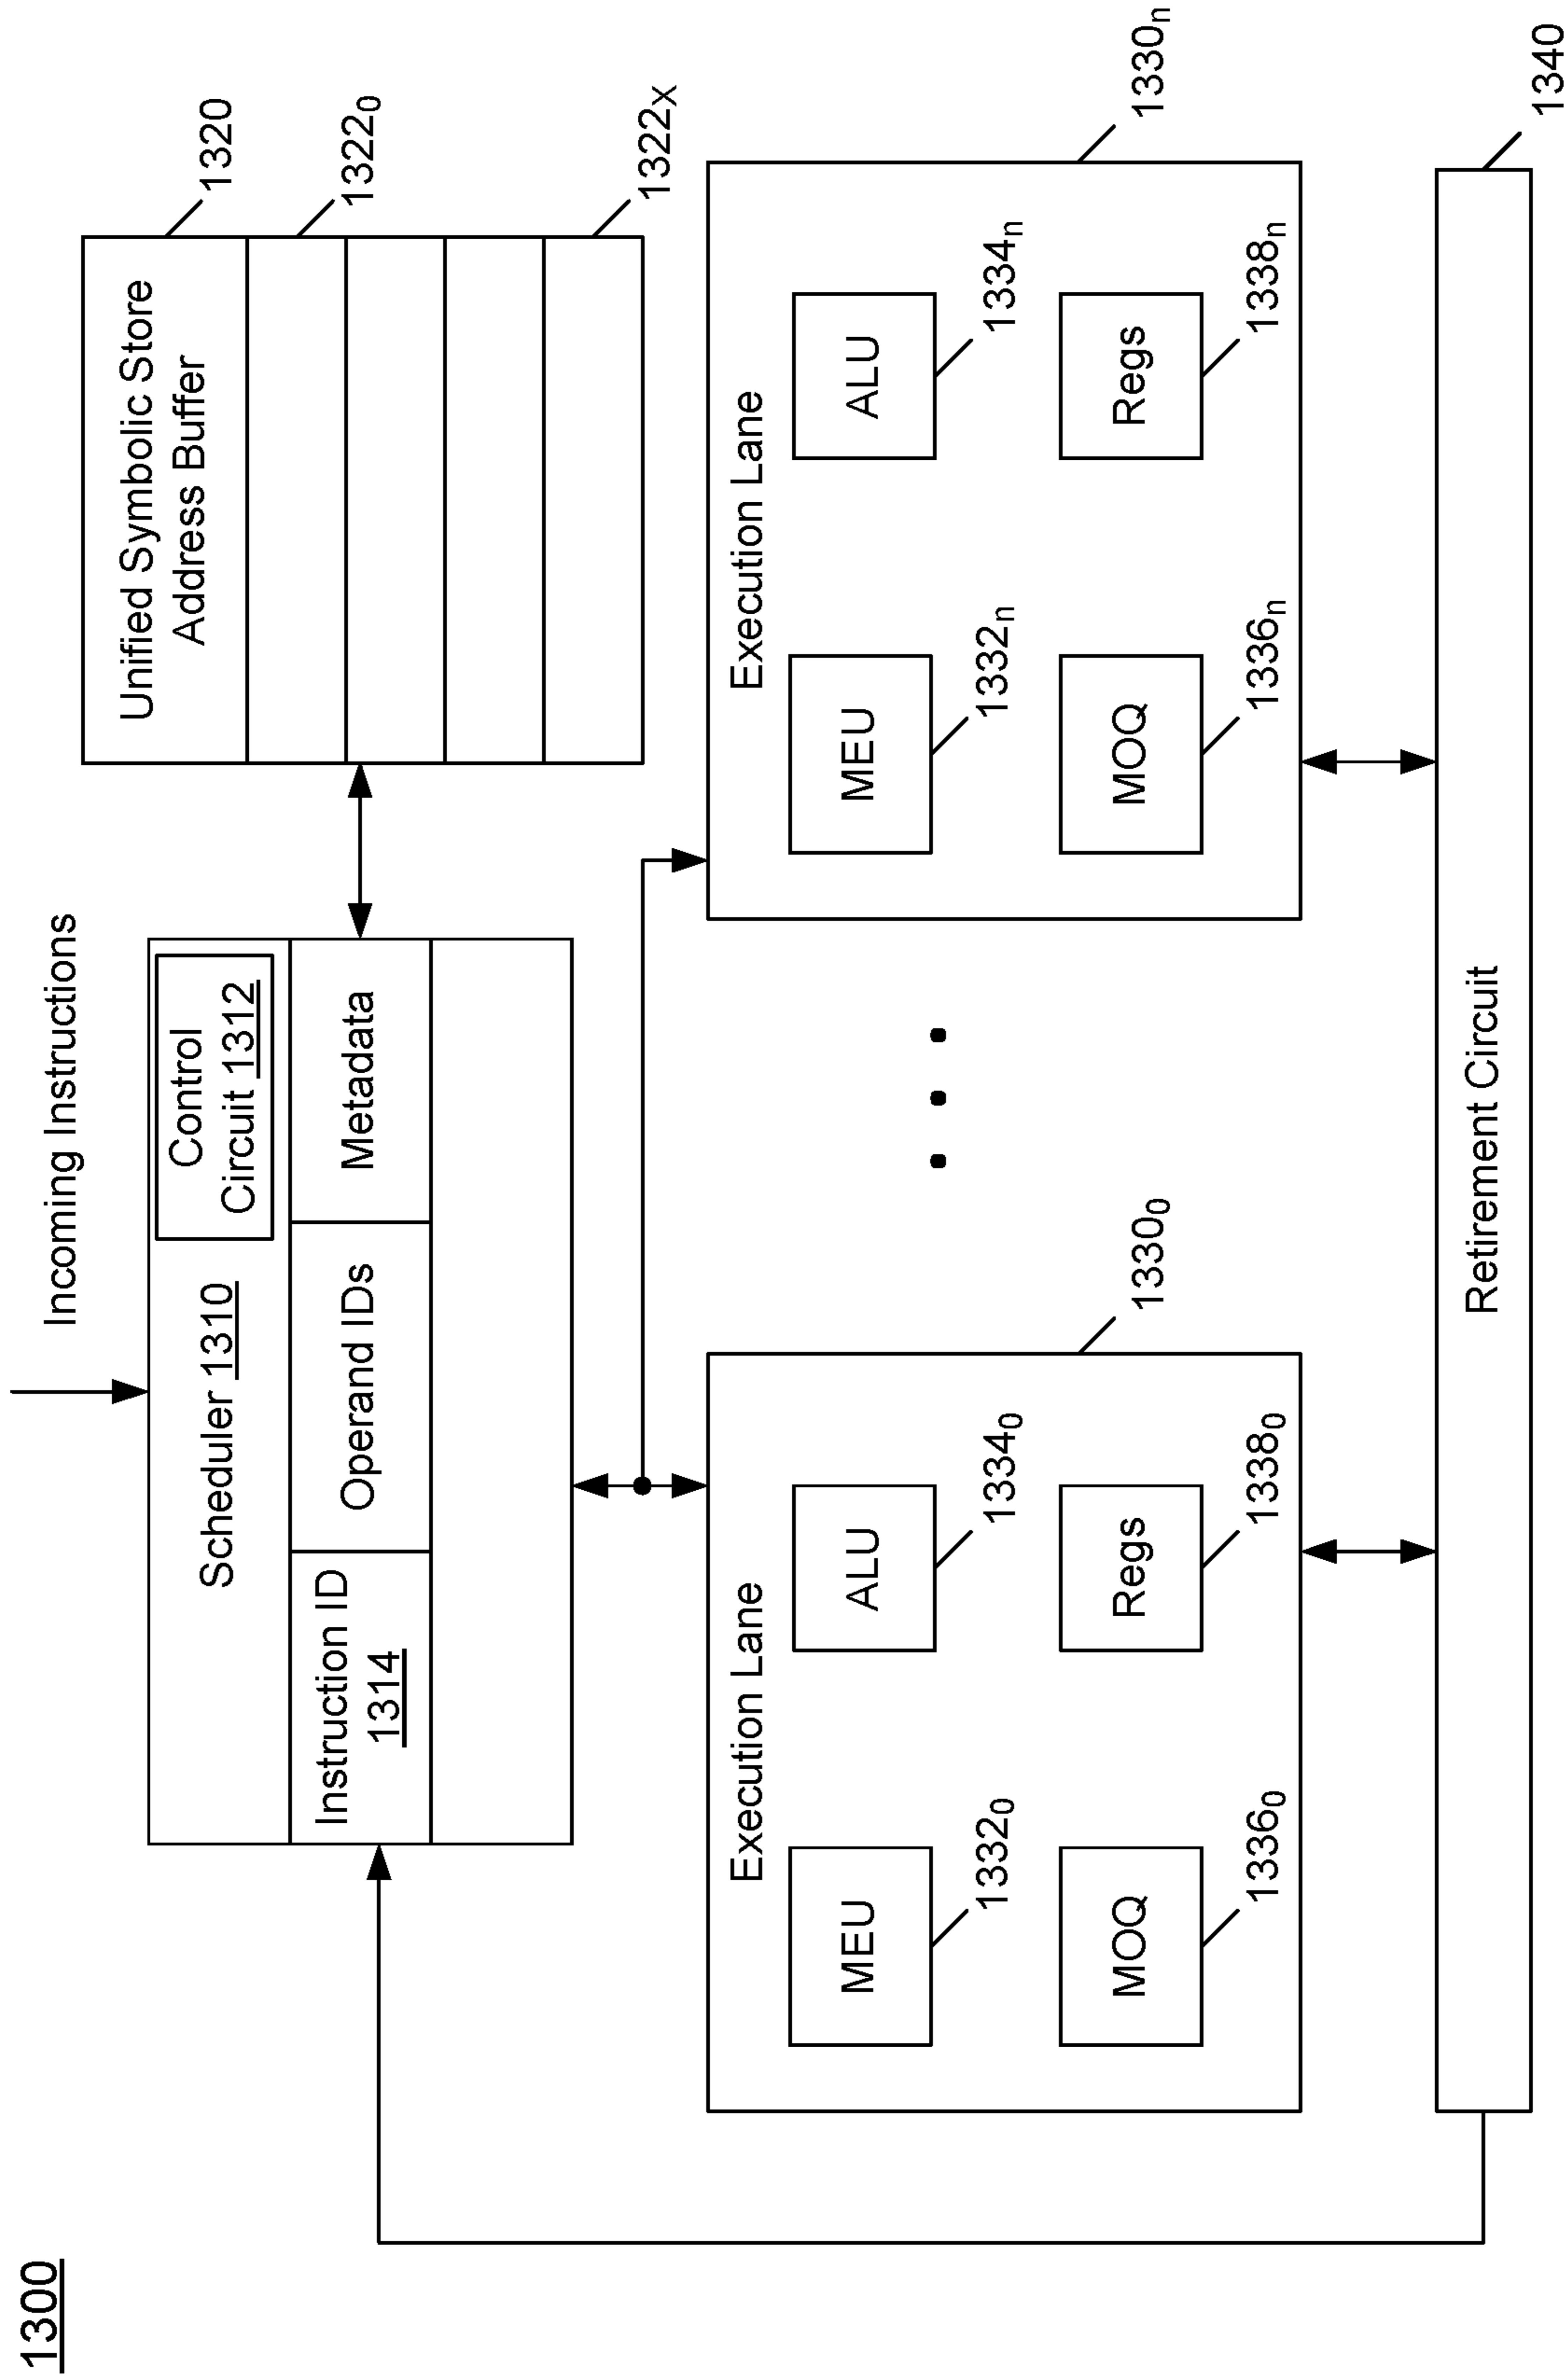 1300
Incoming Instructions
Scheduler 1310
Control
Circuit 1312
Instruction ID
1314
Operand IDs
Metadata
Unified Symbolic Store
Address Buffer
1320
1322₀
1322ₓ
Execution Lane
MEU
1332₀
ALU
1334₀
MOQ
1336₀
Regs
1338₀
1330₀
Execution Lane
MEU
1332ₙ
ALU
1334ₙ
MOQ
1336ₙ
Regs
1338ₙ
1330ₙ
Retirement Circuit
1340